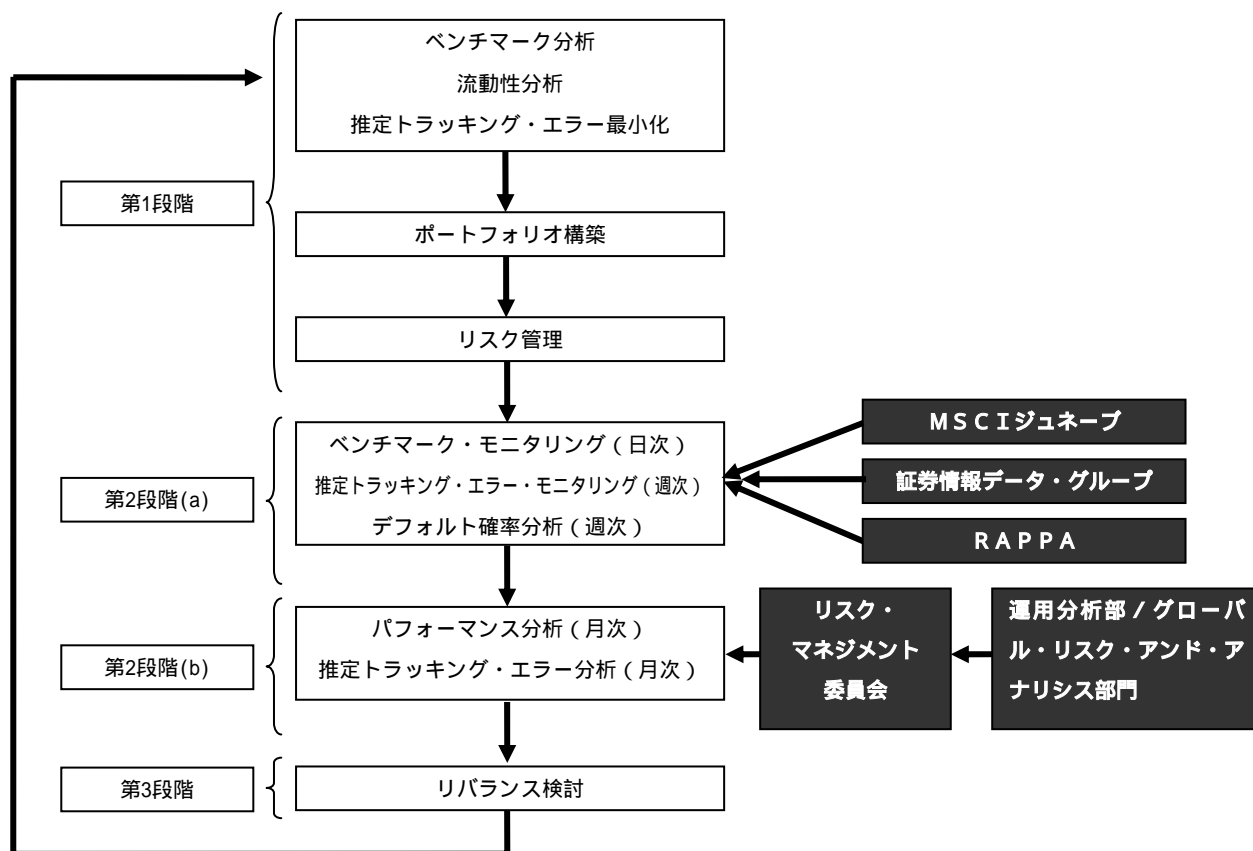 ベンチマーク分析
流動性分析
推定トラッキング・エラー最小化
第1段階
ポートフォリオ構築
リスク管理
ベンチマーク・モニタリング(日次)
推定トラッキング・エラー・モニタリング(週次)
デフォルト確率分析(週次)
第2段階(a)
MSCIジュネーブ
証券情報データ・グループ
RAPPA
パフォーマンス分析(月次)
推定トラッキング・エラー分析(月次)
第2段階(b)
リスク・
マネジメント
委員会
運用分析部/グローバ
ル・リスク・アンド・ア
ナリシス部門
第3段階
リバランス検討